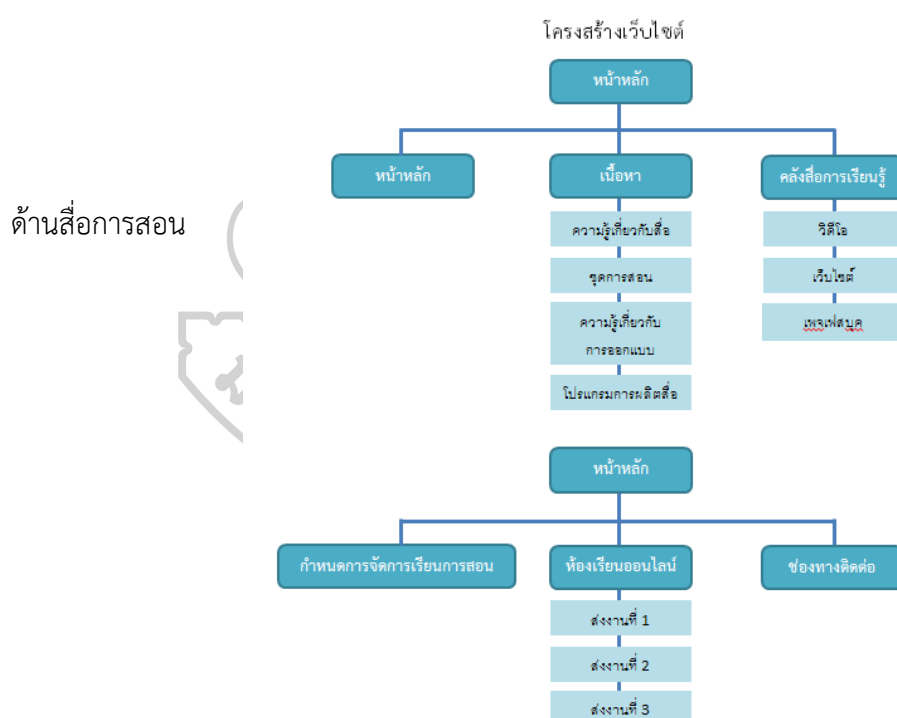 โครงสร้างเว็บไซต์
หน้าหลัก
หน้าหลัก
เนื้อหา
คลังสื่อการเรียนรู้
ด้านสื่อการสอน
ความรู้เกี่ยวกับสื่อ
วิดีโอ
ชุดการสอน
เว็บไซต์
ความรู้เกี่ยวกับ
การออกแบบ
เพจเฟสบุค
โปรแกรมการผลิตสื่อ
หน้าหลัก
กำหนดการจัดการเรียนการสอน
ห้องเรียนออนไลน์
ช่องทางติดต่อ
ส่งงานที่ 1
ส่งงานที่ 2
ส่งงานที่ 3